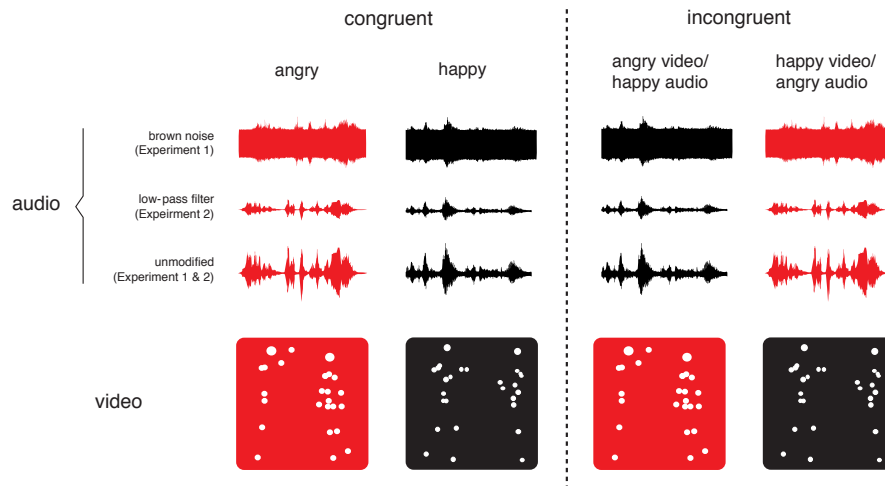 congruent
incongruent
angry
happy
angry video/
happy audio
happy video/
angry audio
audio
brown noise
(Experiment 1)
low-pass filter
(Expeirment 2)
unmodified
(Experiment 1 & 2)
video